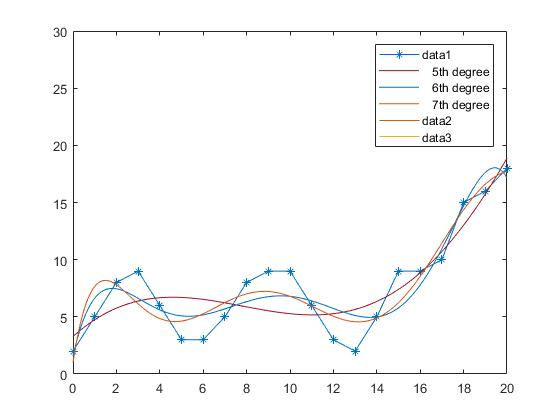 30
25
20
15
10
5
0
data1
5th degree
6th degree
7th degree
data2
data3
0 2 4 6 8 10 12 14 16 18 20